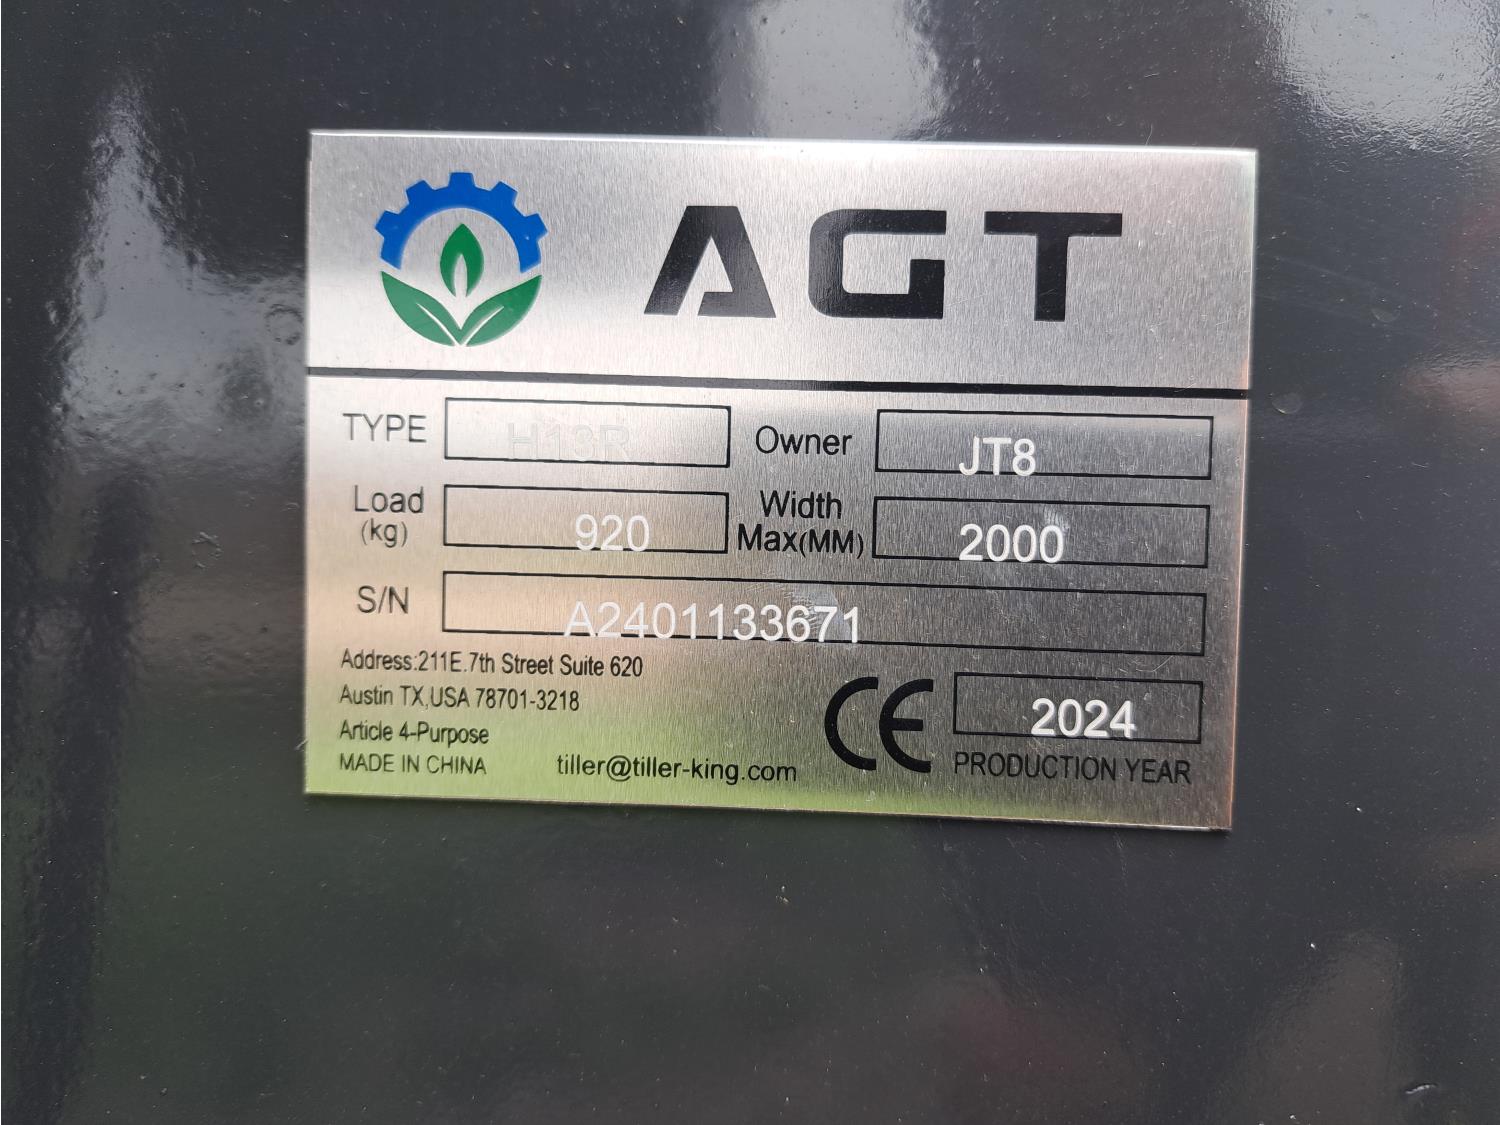 AGT
TYPE H13R Owner JT8
Load (kg) 920 Width Max(MM) 2000
S/N A2401133671
Address:211E.7th Street Suite 620
Austin TX,USA 78701-3218
Article 4-Purpose
MADE IN CHINA tiller@tiller-king.com
CE 2024
PRODUCTION YEAR